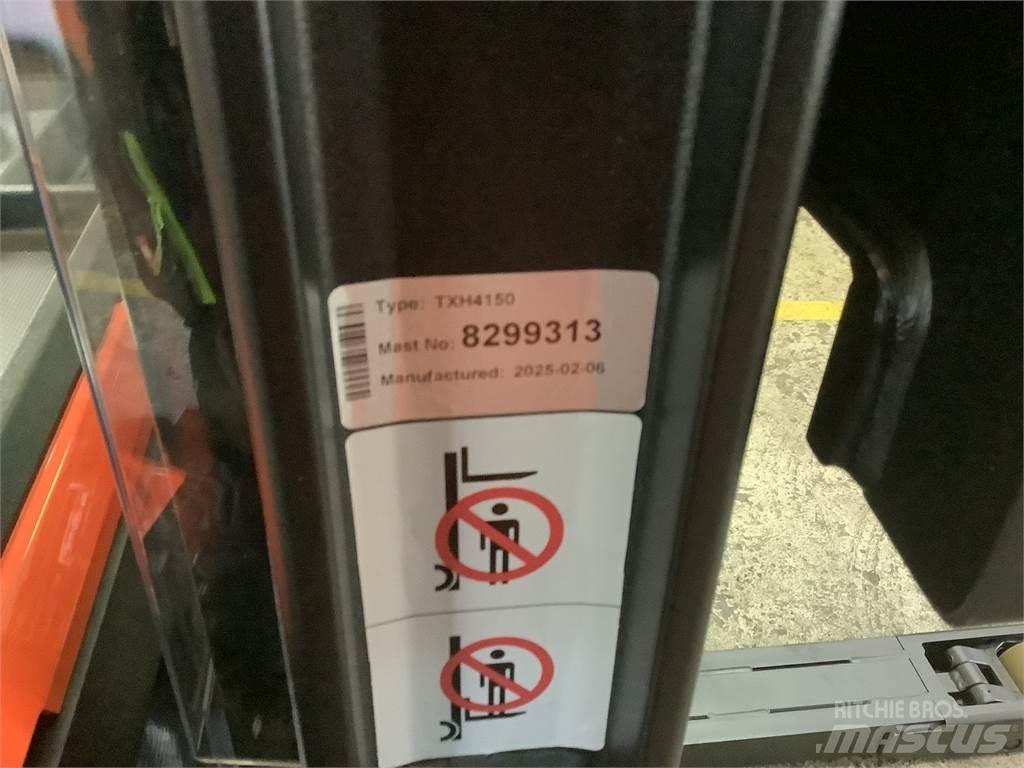 Type: TXH4150
Mast No: 8299313
Manufactured: 2025-02-06
RITCHIE BROS.
MASCUS